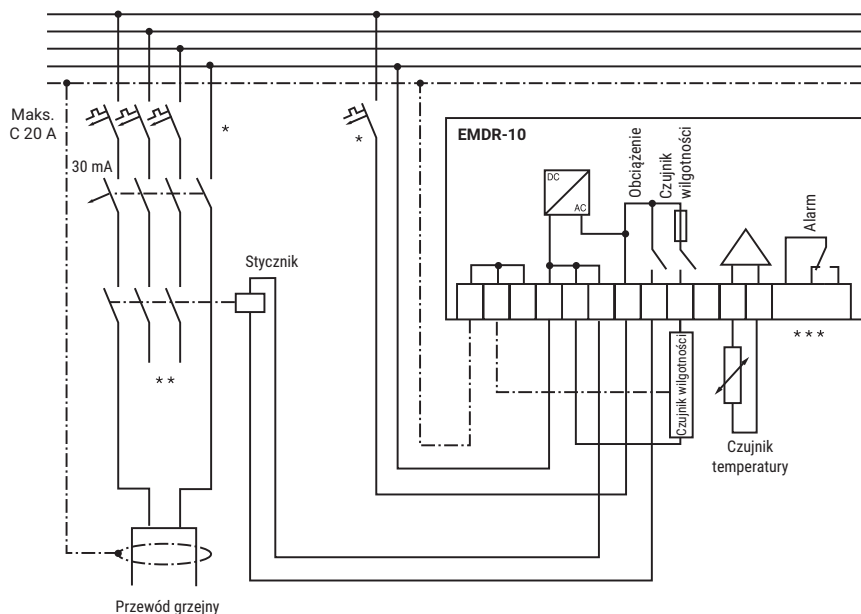 Maks.
C 20 A
*
*
EMDR-10
DC
AC
Obciążenie
Czujnik
wilgotności
Alarm
30 mA
Stycznik
* *
* * *
Czujnik wilgotności
Czujnik
temperatury
Przewód grzejny